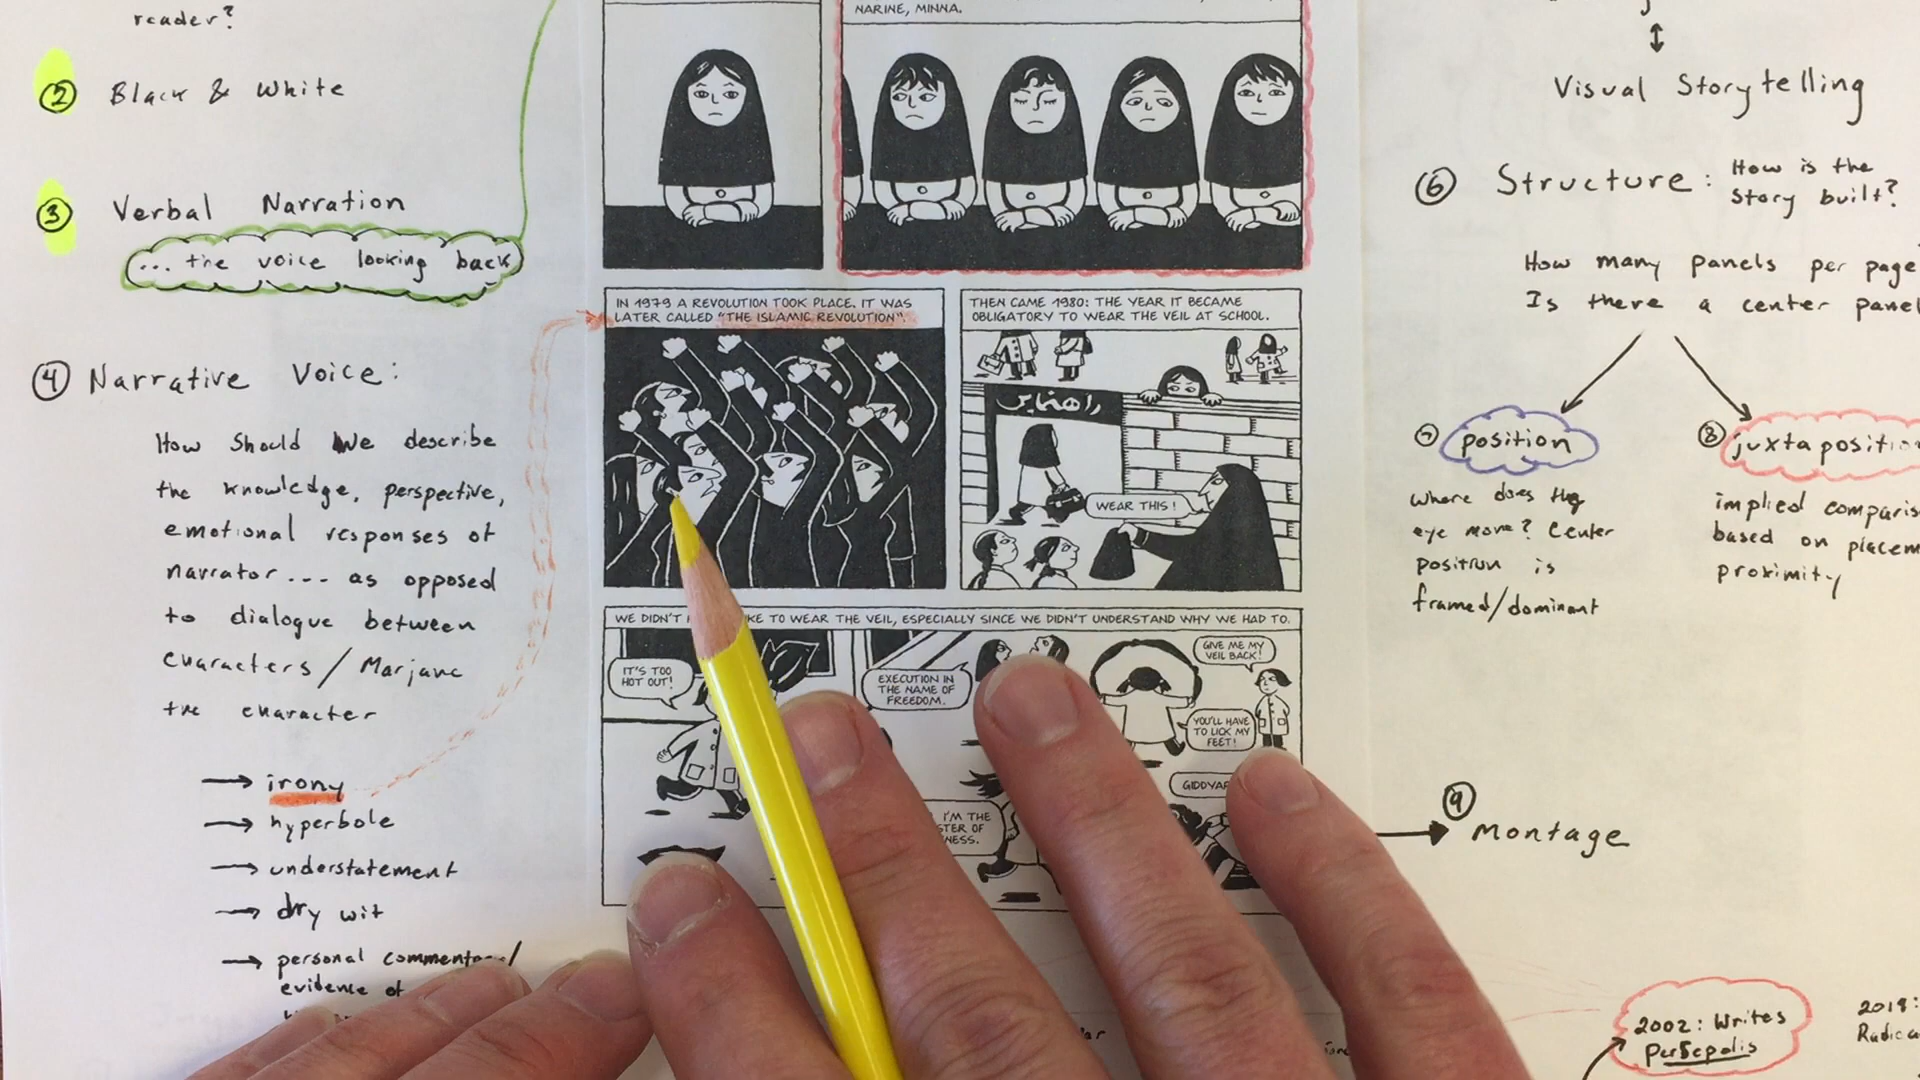 reader?
② Black & White
③ Verbal Narration
... the voice looking back
④ Narrative Voice:
How should we describe
the knowledge, perspective,
emotional responses of
narrator... as opposed
to dialogue between
characters / Marjane
the character
→ irony
→ hyperbole
→ understatement
→ dry wit
→ personal commentary/
evidence of
NARINE, MINNA.
IN 1979 A REVOLUTION TOOK PLACE. IT WAS
LATER CALLED "THE ISLAMIC REVOLUTION".
THEN CAME 1980: THE YEAR IT BECAME
OBLIGATORY TO WEAR THE VEIL AT SCHOOL.
WEAR THIS!
WE DIDN'T KE TO WEAR THE VEIL, ESPECIALLY SINCE WE DIDN'T UNDERSTAND WHY WE HAD TO.
IT'S TOO
HOT OUT!
EXECUTION IN
THE NAME OF
FREEDOM.
GIVE ME MY
VEIL BACK!
YOU'LL HAVE
TO LICK MY
FEET!
I'M THE
GIDDYAP
Visual Storytelling
⑥ Structure: How is the
story built?
How many panels per page
Is there a center panel
⑦ position
where does the
eye move? Center
position is
framed/dominant
⑧ juxtapositi
implied comparis
based on placem
proximity
⑨ Montage
2002: Writes
Persepolis
2019:
Radica